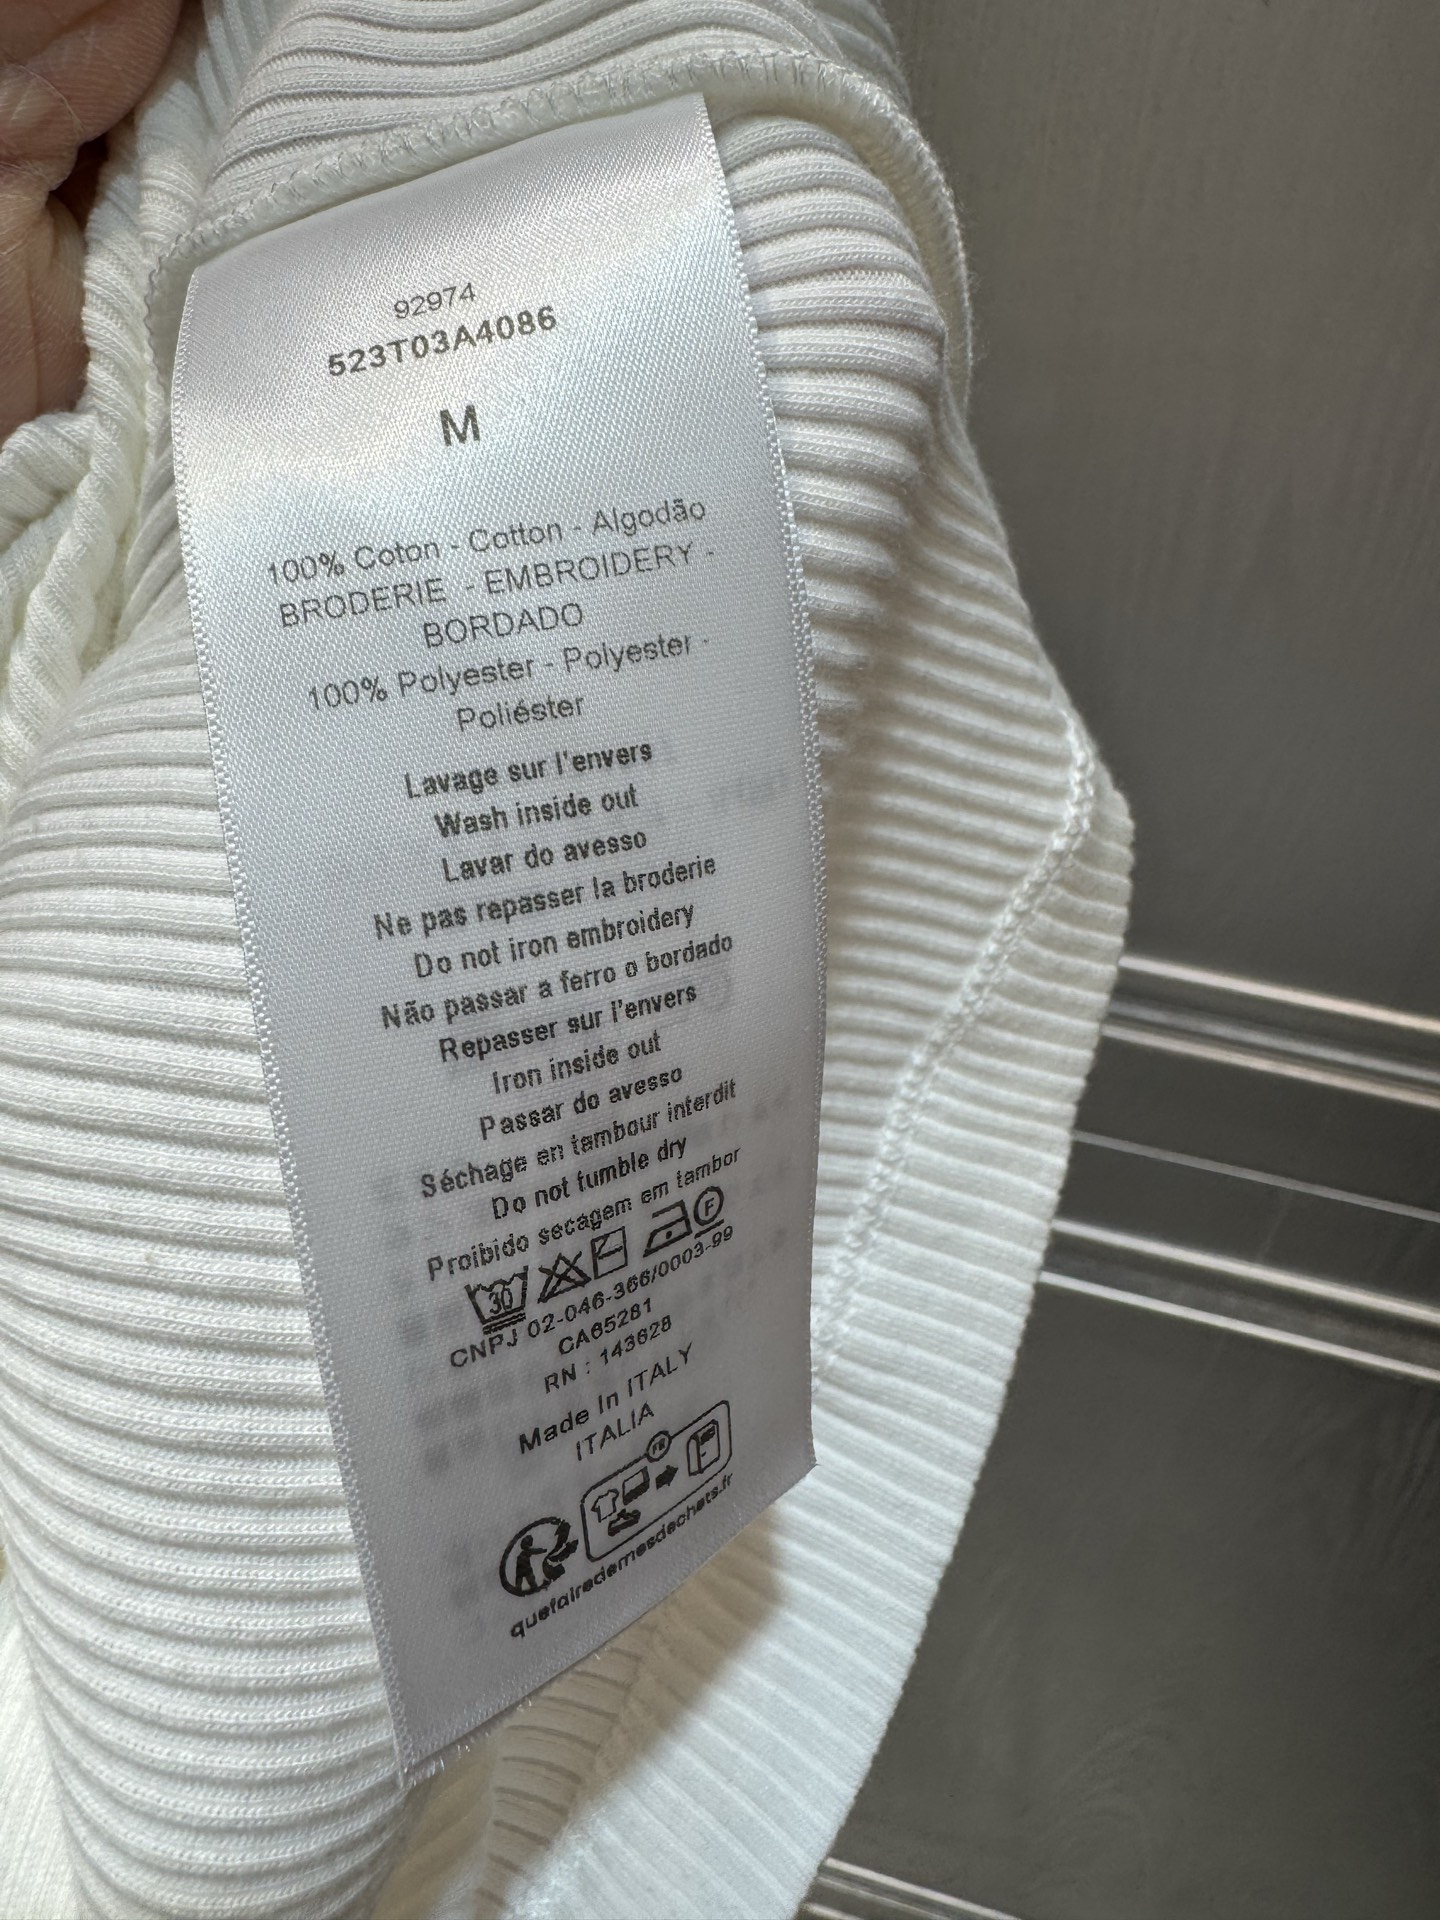 92974
523T03A4086
M
100% Coton - Cotton - Algodão
BRODERIE - EMBROIDERY -
BORDADO
100% Polyester - Polyester -
Poliéster
Lavage sur l'envers
Wash inside out
Lavar do avesso
Ne pas repasser la broderie
Do not iron embroidery
Não passar a ferro o bordado
Repasser sur l'envers
Iron inside out
Passar do avesso
Séchage en tambour interdit
Do not tumble dry
Proibido secagem em tambor
30 F
CNPJ 02-046-366/0003-99
CA65281
RN : 143628
Made In ITALY
ITALIA
FR
quefairedemesdechets.fr